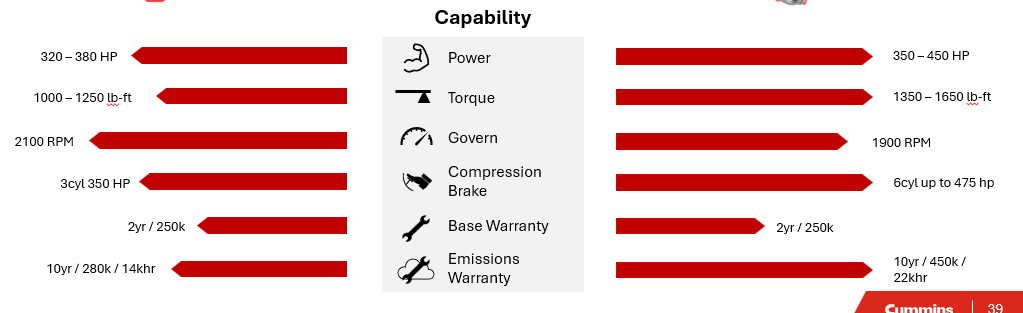 Capability
320 – 380 HP
Power
350 – 450 HP
1000 – 1250 lb-ft
Torque
1350 – 1650 lb-ft
2100 RPM
Govern
1900 RPM
3cyl 350 HP
Compression
Brake
6cyl up to 475 hp
2yr / 250k
Base Warranty
2yr / 250k
10yr / 280k / 14khr
Emissions
Warranty
10yr / 450k /
22khr
Cummins
39